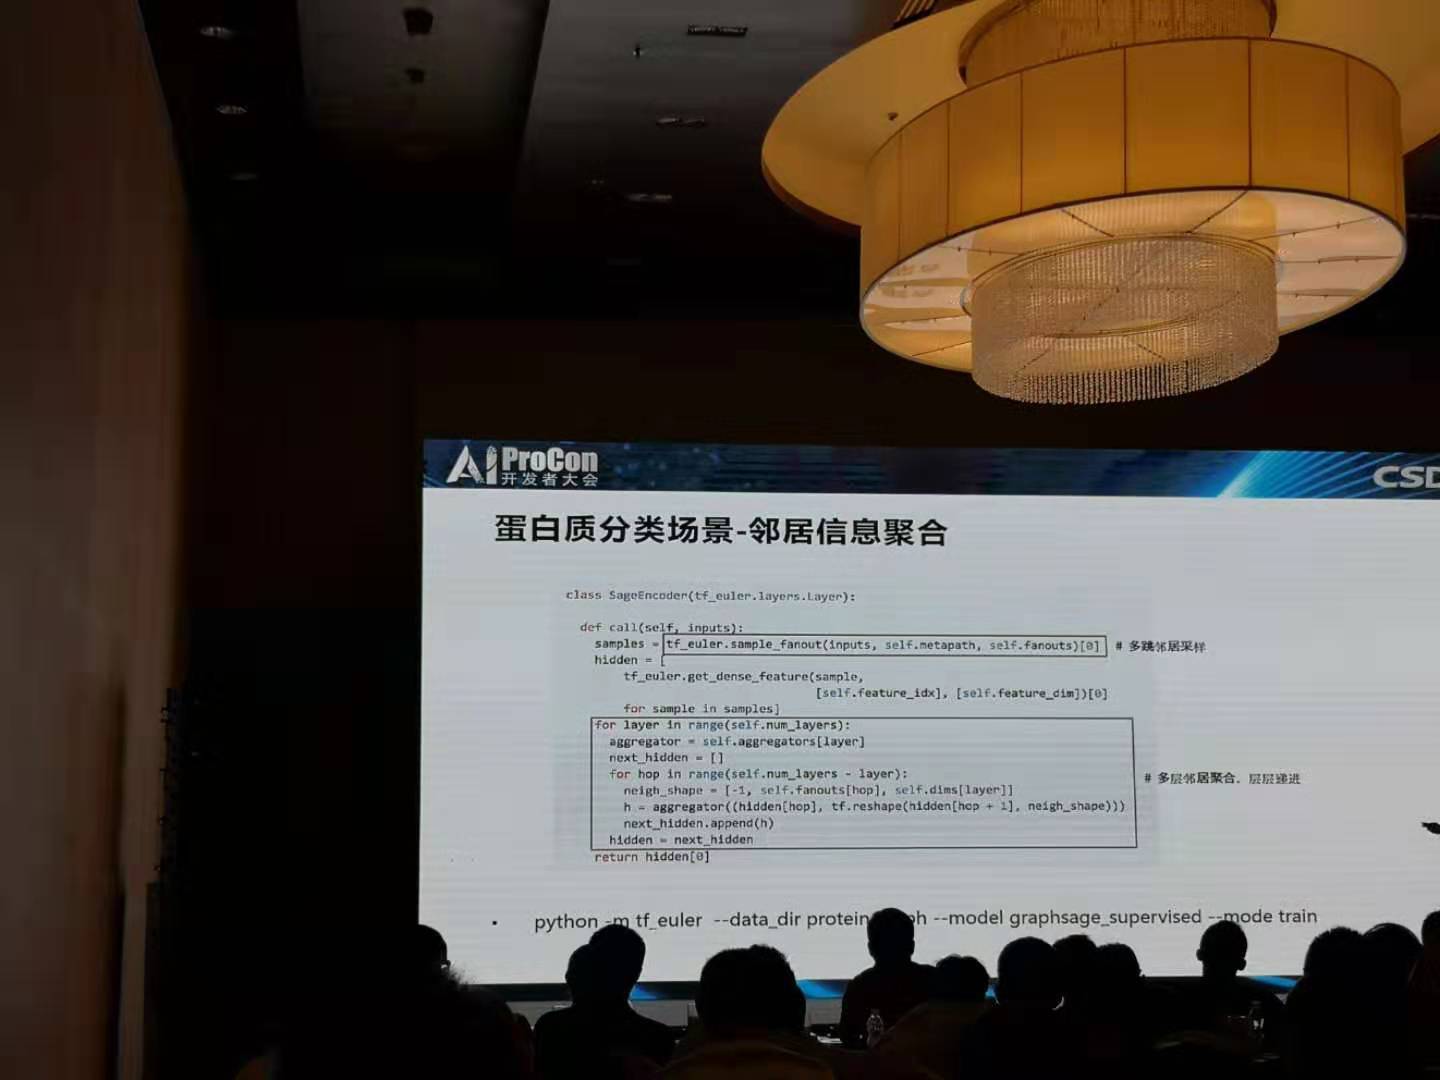 AI ProCon
开发者大会
CSD
蛋白质分类场景-邻居信息聚合
class SageEncoder(tf_euler.layers.Layer):
def call(self, inputs):
samples = tf_euler.sample_fanout(inputs, self.metapath, self.fanouts)[0] # 多跳邻居采样
hidden = [
tf_euler.get_dense_feature(sample,
[self.feature_idx], [self.feature_dim])[0]
for sample in samples]
for layer in range(self.num_layers):
aggregator = self.aggregators[layer]
next_hidden = []
for hop in range(self.num_layers - layer): # 多层邻居聚合、层层递进
neigh_shape = [-1, self.fanouts[hop], self.dims[layer]]
h = aggregator((hidden[hop], tf.reshape(hidden[hop + 1], neigh_shape)))
next_hidden.append(h)
hidden = next_hidden
return hidden[0]
• python -m tf_euler --data_dir protein ph --model graphsage_supervised --mode train